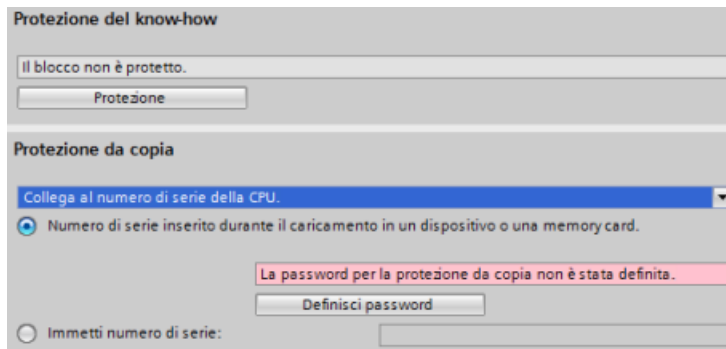 Protezione del know-how
Il blocco non è protetto.
Protezione
Protezione da copia
Collega al numero di serie della CPU.
Numero di serie inserito durante il caricamento in un dispositivo o una memory card.
La password per la protezione da copia non è stata definita.
Definisci password
Immetti numero di serie: